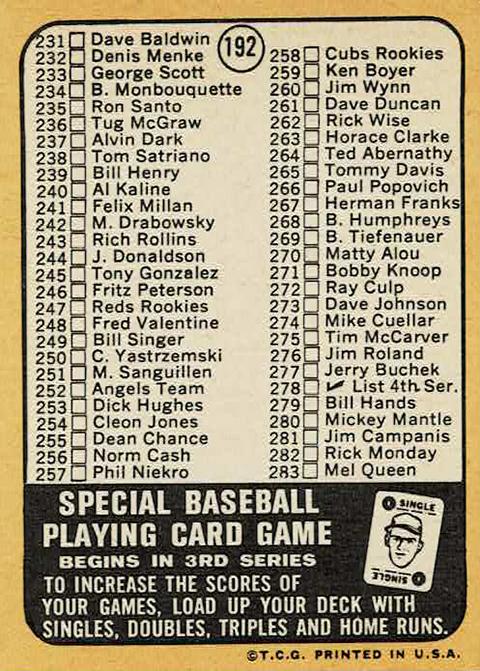 192
231 Dave Baldwin
232 Denis Menke
233 George Scott
234 B. Monbouquette
235 Ron Santo
236 Tug McGraw
237 Alvin Dark
238 Tom Satriano
239 Bill Henry
240 Al Kaline
241 Felix Millan
242 M. Drabowsky
243 Rich Rollins
244 J. Donaldson
245 Tony Gonzalez
246 Fritz Peterson
247 Reds Rookies
248 Fred Valentine
249 Bill Singer
250 C. Yastrzemski
251 M. Sanguillen
252 Angels Team
253 Dick Hughes
254 Cleon Jones
255 Dean Chance
256 Norm Cash
257 Phil Niekro
258 Cubs Rookies
259 Ken Boyer
260 Jim Wynn
261 Dave Duncan
262 Rick Wise
263 Horace Clarke
264 Ted Abernathy
265 Tommy Davis
266 Paul Popovich
267 Herman Franks
268 B. Humphreys
269 B. Tiefenauer
270 Matty Alou
271 Bobby Knoop
272 Ray Culp
273 Dave Johnson
274 Mike Cuellar
275 Tim McCarver
276 Jim Roland
277 Jerry Buchek
278 ✔ List 4th Ser.
279 Bill Hands
280 Mickey Mantle
281 Jim Campanis
282 Rick Monday
283 Mel Queen
SPECIAL BASEBALL
PLAYING CARD GAME
BEGINS IN 3RD SERIES
TO INCREASE THE SCORES OF
YOUR GAMES, LOAD UP YOUR DECK WITH
SINGLES, DOUBLES, TRIPLES AND HOME RUNS.
SINGLE
SINGLE
©T.C.G. PRINTED IN U.S.A.